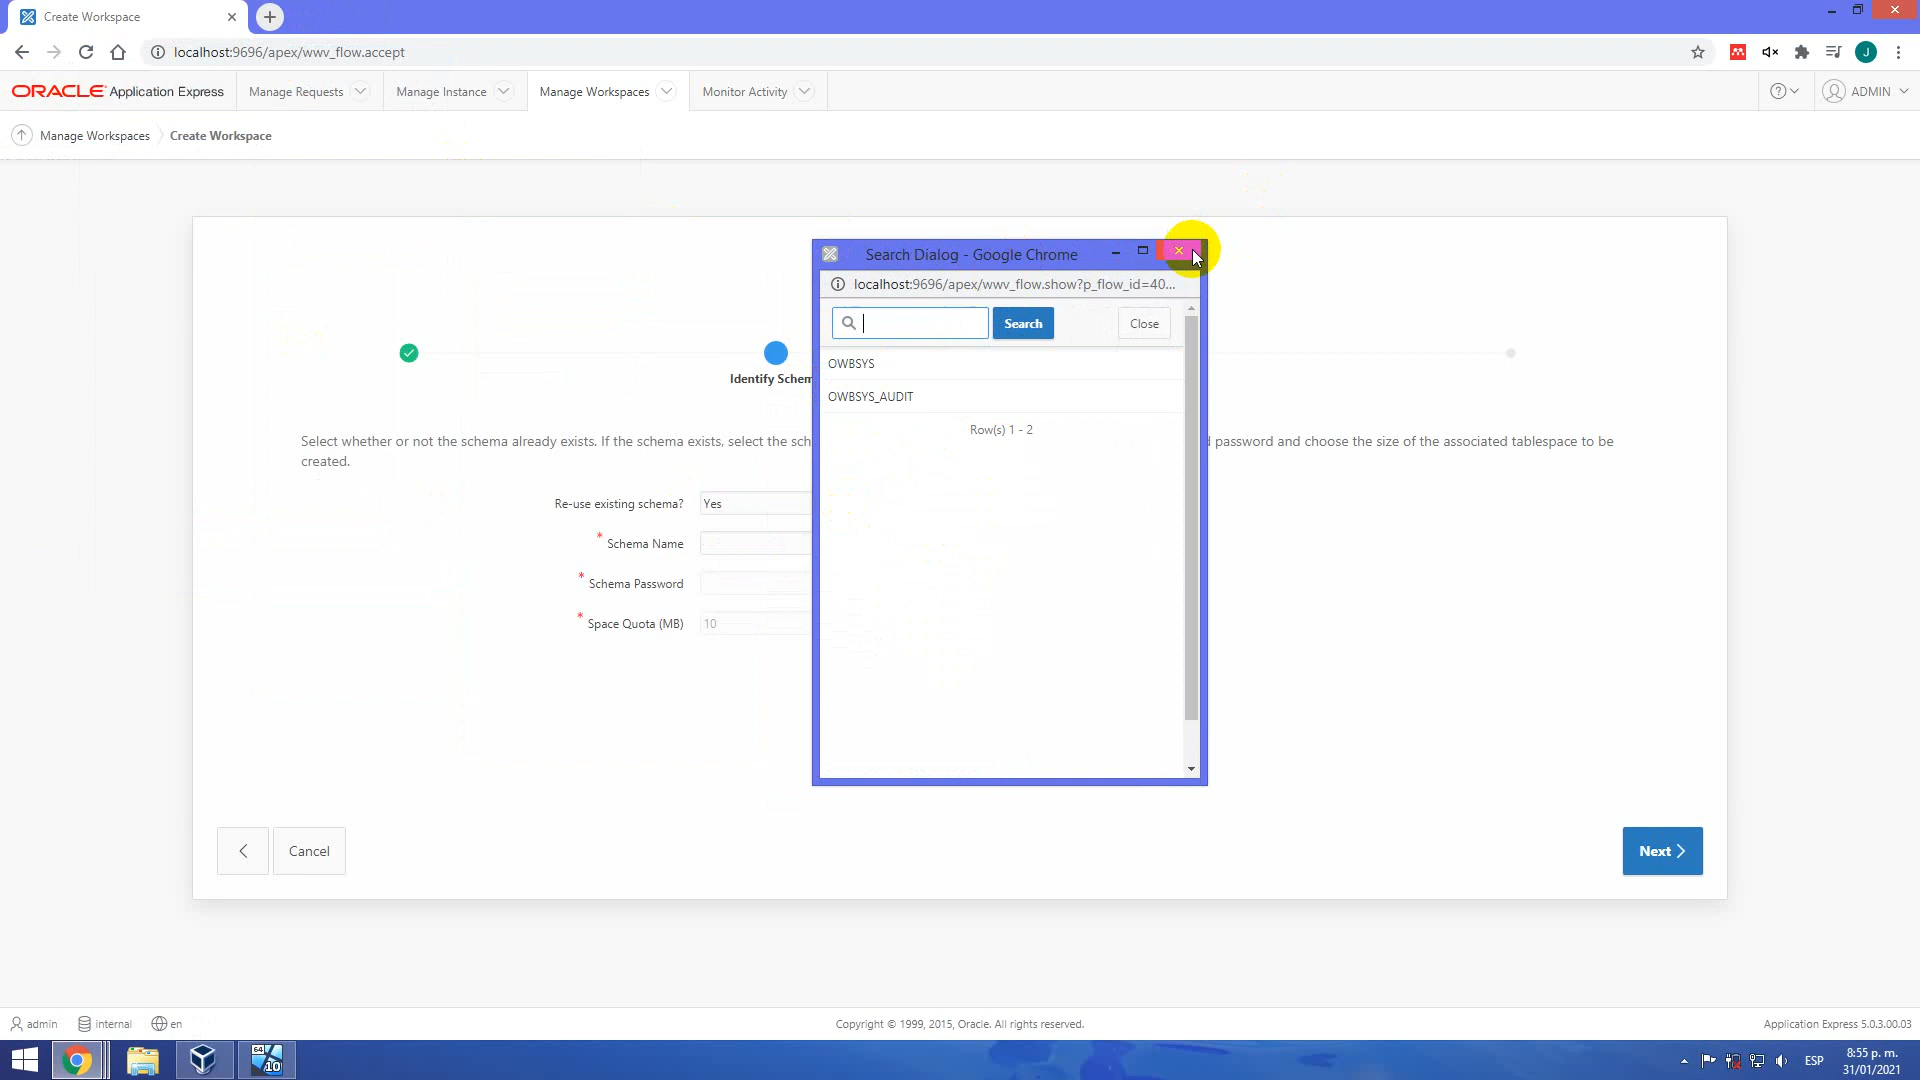 Create Workspace
localhost:9696/apex/wwv_flow.accept
J
ORACLE Application Express
Manage Requests
Manage Instance
Manage Workspaces
Monitor Activity
ADMIN
Manage Workspaces
Create Workspace
Search Dialog - Google Chrome
localhost:9696/apex/wwv_flow.show?p_flow_id=40...
Search
Close
OWBSYS
OWBSYS_AUDIT
Row(s) 1 - 2
Identify Schem
Select whether or not the schema already exists. If the schema exists, select the sch
password and choose the size of the associated tablespace to be
created.
Re-use existing schema? Yes
* Schema Name
* Schema Password
* Space Quota (MB) 10
Cancel
Next
admin internal en
Copyright © 1999, 2015, Oracle. All rights reserved.
Application Express 5.0.3.00.03
64
10
ESP
8:55 p. m.
31/01/2021